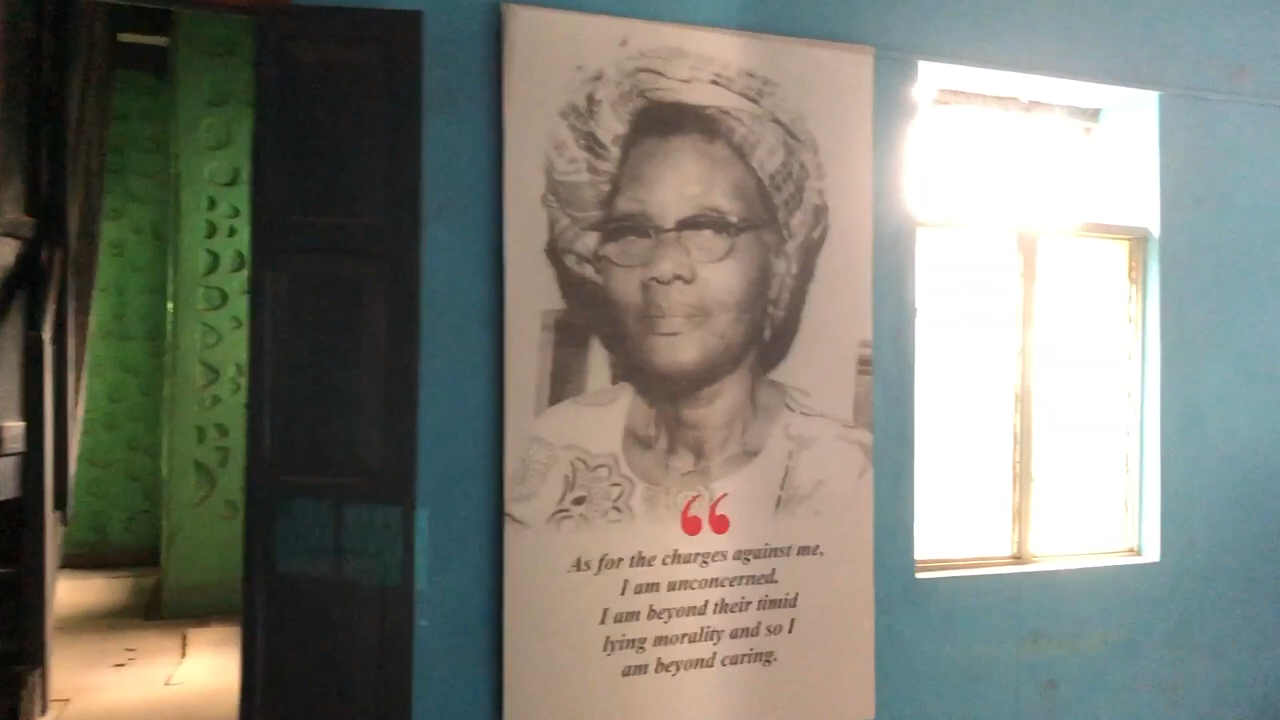 “
As for the charges against me,
I am unconcerned.
I am beyond their timid
lying morality and so I
am beyond caring.